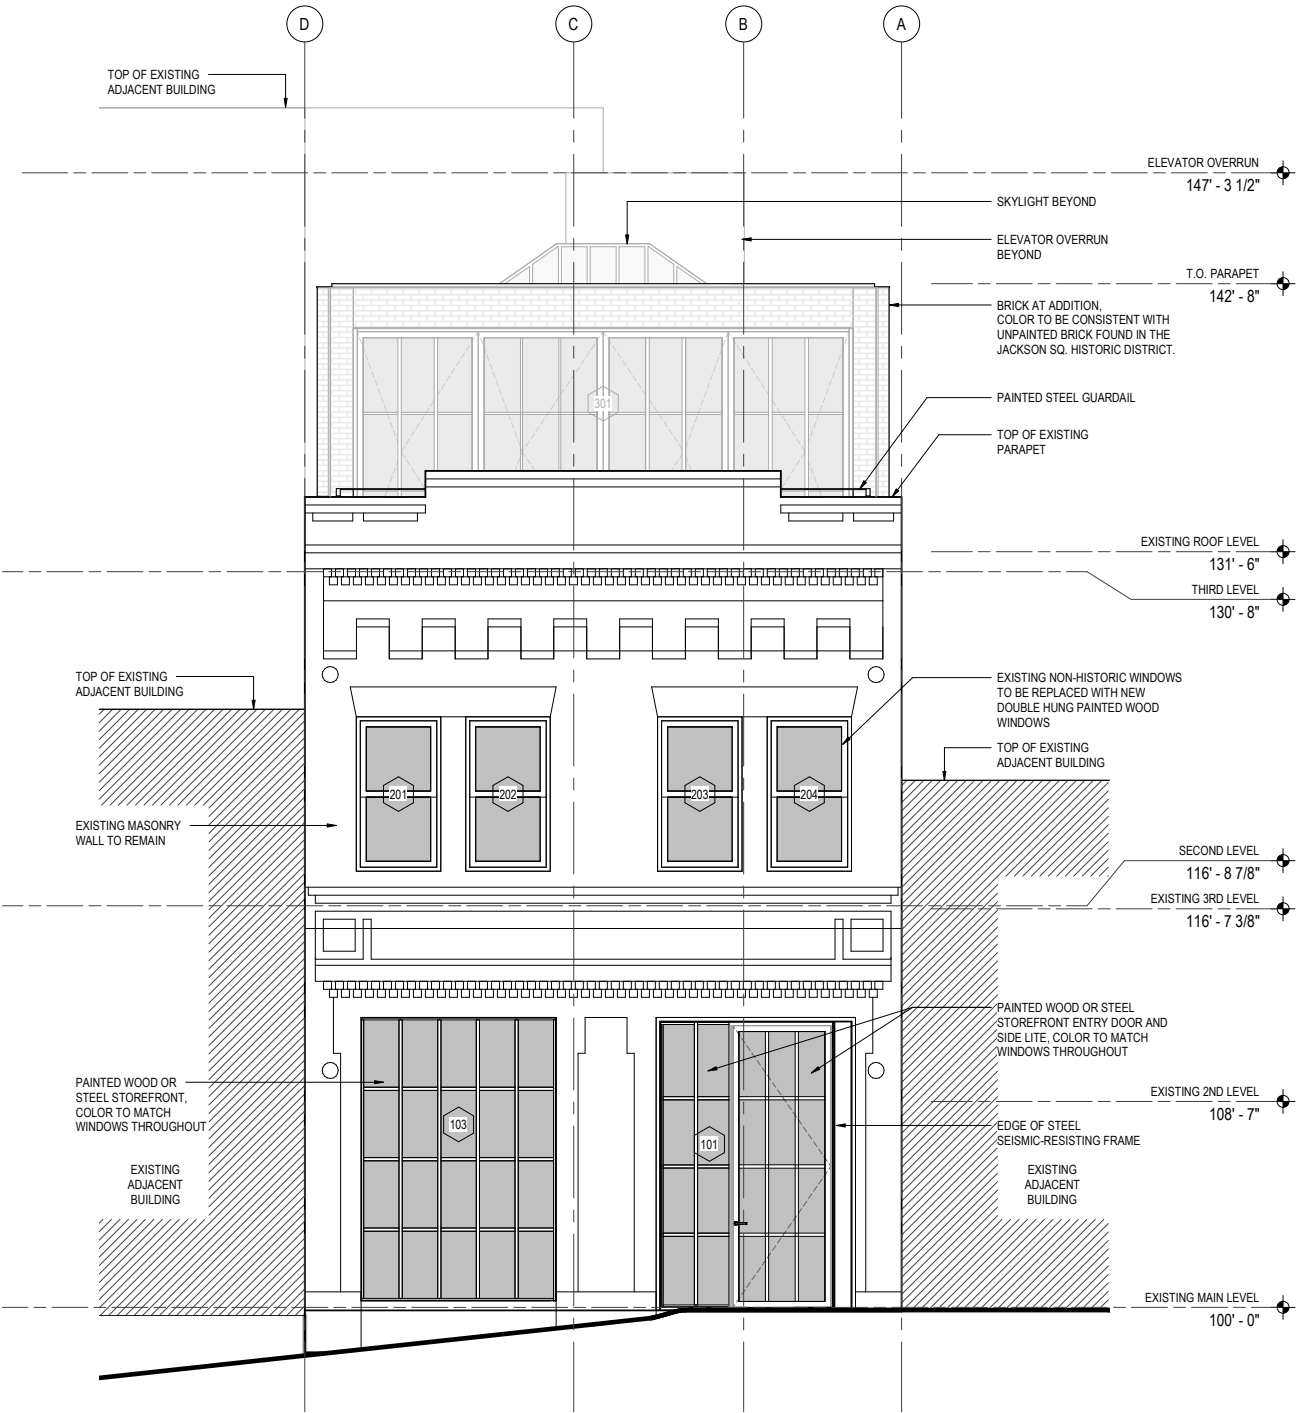 D
C
B
A
TOP OF EXISTING
ADJACENT BUILDING
ELEVATOR OVERRUN
147' - 3 1/2"
SKYLIGHT BEYOND
ELEVATOR OVERRUN
BEYOND
T.O. PARAPET
142' - 8"
BRICK AT ADDITION,
COLOR TO BE CONSISTENT WITH
UNPAINTED BRICK FOUND IN THE
JACKSON SQ. HISTORIC DISTRICT.
301
PAINTED STEEL GUARDAIL
TOP OF EXISTING
PARAPET
EXISTING ROOF LEVEL
131' - 6"
THIRD LEVEL
130' - 8"
TOP OF EXISTING
ADJACENT BUILDING
EXISTING NON-HISTORIC WINDOWS
TO BE REPLACED WITH NEW
DOUBLE HUNG PAINTED WOOD
WINDOWS
TOP OF EXISTING
ADJACENT BUILDING
201
202
203
204
EXISTING MASONRY
WALL TO REMAIN
SECOND LEVEL
116' - 8 7/8"
EXISTING 3RD LEVEL
116' - 7 3/8"
PAINTED WOOD OR STEEL
STOREFRONT ENTRY DOOR AND
SIDE LITE, COLOR TO MATCH
WINDOWS THROUGHOUT
PAINTED WOOD OR
STEEL STOREFRONT,
COLOR TO MATCH
WINDOWS THROUGHOUT
103
101
EXISTING 2ND LEVEL
108' - 7"
EDGE OF STEEL
SEISMIC-RESISTING FRAME
EXISTING
ADJACENT
BUILDING
EXISTING
ADJACENT
BUILDING
EXISTING MAIN LEVEL
100' - 0"